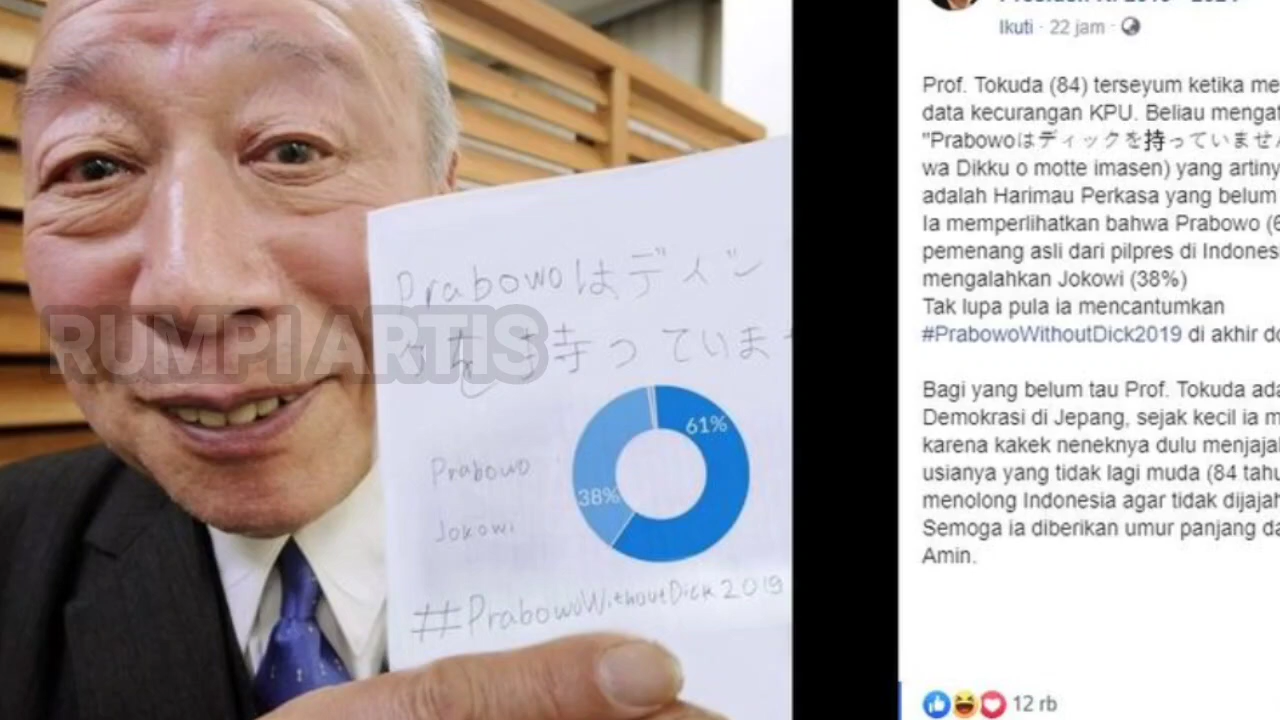 Prabowoはディッ
クを持っていませ
61%
38%
Prabowo
Jokowi
#PrabowoWithoutDick2019
RUMPI ARTIS
Ikuti · 22 jam ·
Prof. Tokuda (84) terseyum ketika me
data kecurangan KPU. Beliau mengat
"Prabowoはディックを持っていません
wa Dikku o motte imasen) yang artiny
adalah Harimau Perkasa yang belum
Ia memperlihatkan bahwa Prabowo (6
pemenang asli dari pilpres di Indonesi
mengalahkan Jokowi (38%)
Tak lupa pula ia mencantumkan
#PrabowoWithoutDick2019 di akhir do
Bagi yang belum tau Prof. Tokuda ada
Demokrasi di Jepang, sejak kecil ia m
karena kakek neneknya dulu menjajah
usianya yang tidak lagi muda (84 tahu
menolong Indonesia agar tidak dijajah
Semoga ia diberikan umur panjang da
Amin.
12 rb